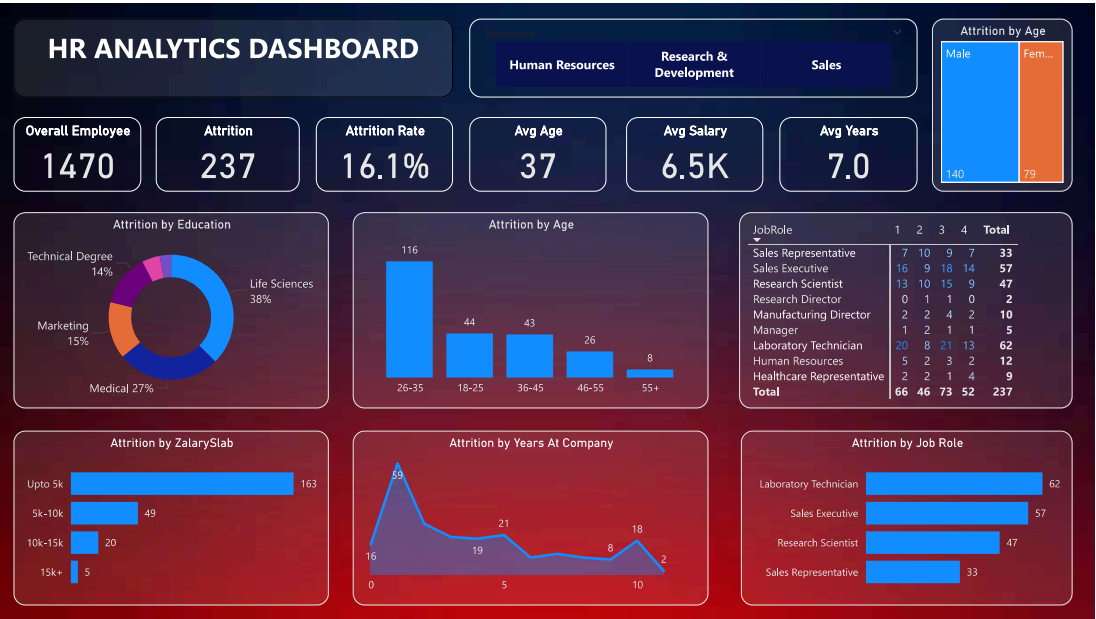 HR ANALYTICS DASHBOARD
Department
Human Resources
Research &
Development
Sales
Attrition by Age
Male
Fem...
140
79
Overall Employee
1470
Attrition
237
Attrition Rate
16.1%
Avg Age
37
Avg Salary
6.5K
Avg Years
7.0
Attrition by Education
Technical Degree
14%
Life Sciences
38%
Marketing
15%
Medical 27%
Attrition by Age
116
44
43
26
8
26-35 18-25 36-45 46-55 55+
JobRole 1 2 3 4 Total
Sales Representative 7 10 9 7 33
Sales Executive 16 9 18 14 57
Research Scientist 13 10 15 9 47
Research Director 0 1 1 0 2
Manufacturing Director 2 2 4 2 10
Manager 1 2 1 1 5
Laboratory Technician 20 8 21 13 62
Human Resources 5 2 3 2 12
Healthcare Representative 2 2 1 4 9
Total 66 46 73 52 237
Attrition by ZalarySlab
Upto 5k 163
5k-10k 49
10k-15k 20
15k+ 5
Attrition by Years At Company
59
16
19
21
8
18
2
0 5 10
Attrition by Job Role
Laboratory Technician 62
Sales Executive 57
Research Scientist 47
Sales Representative 33